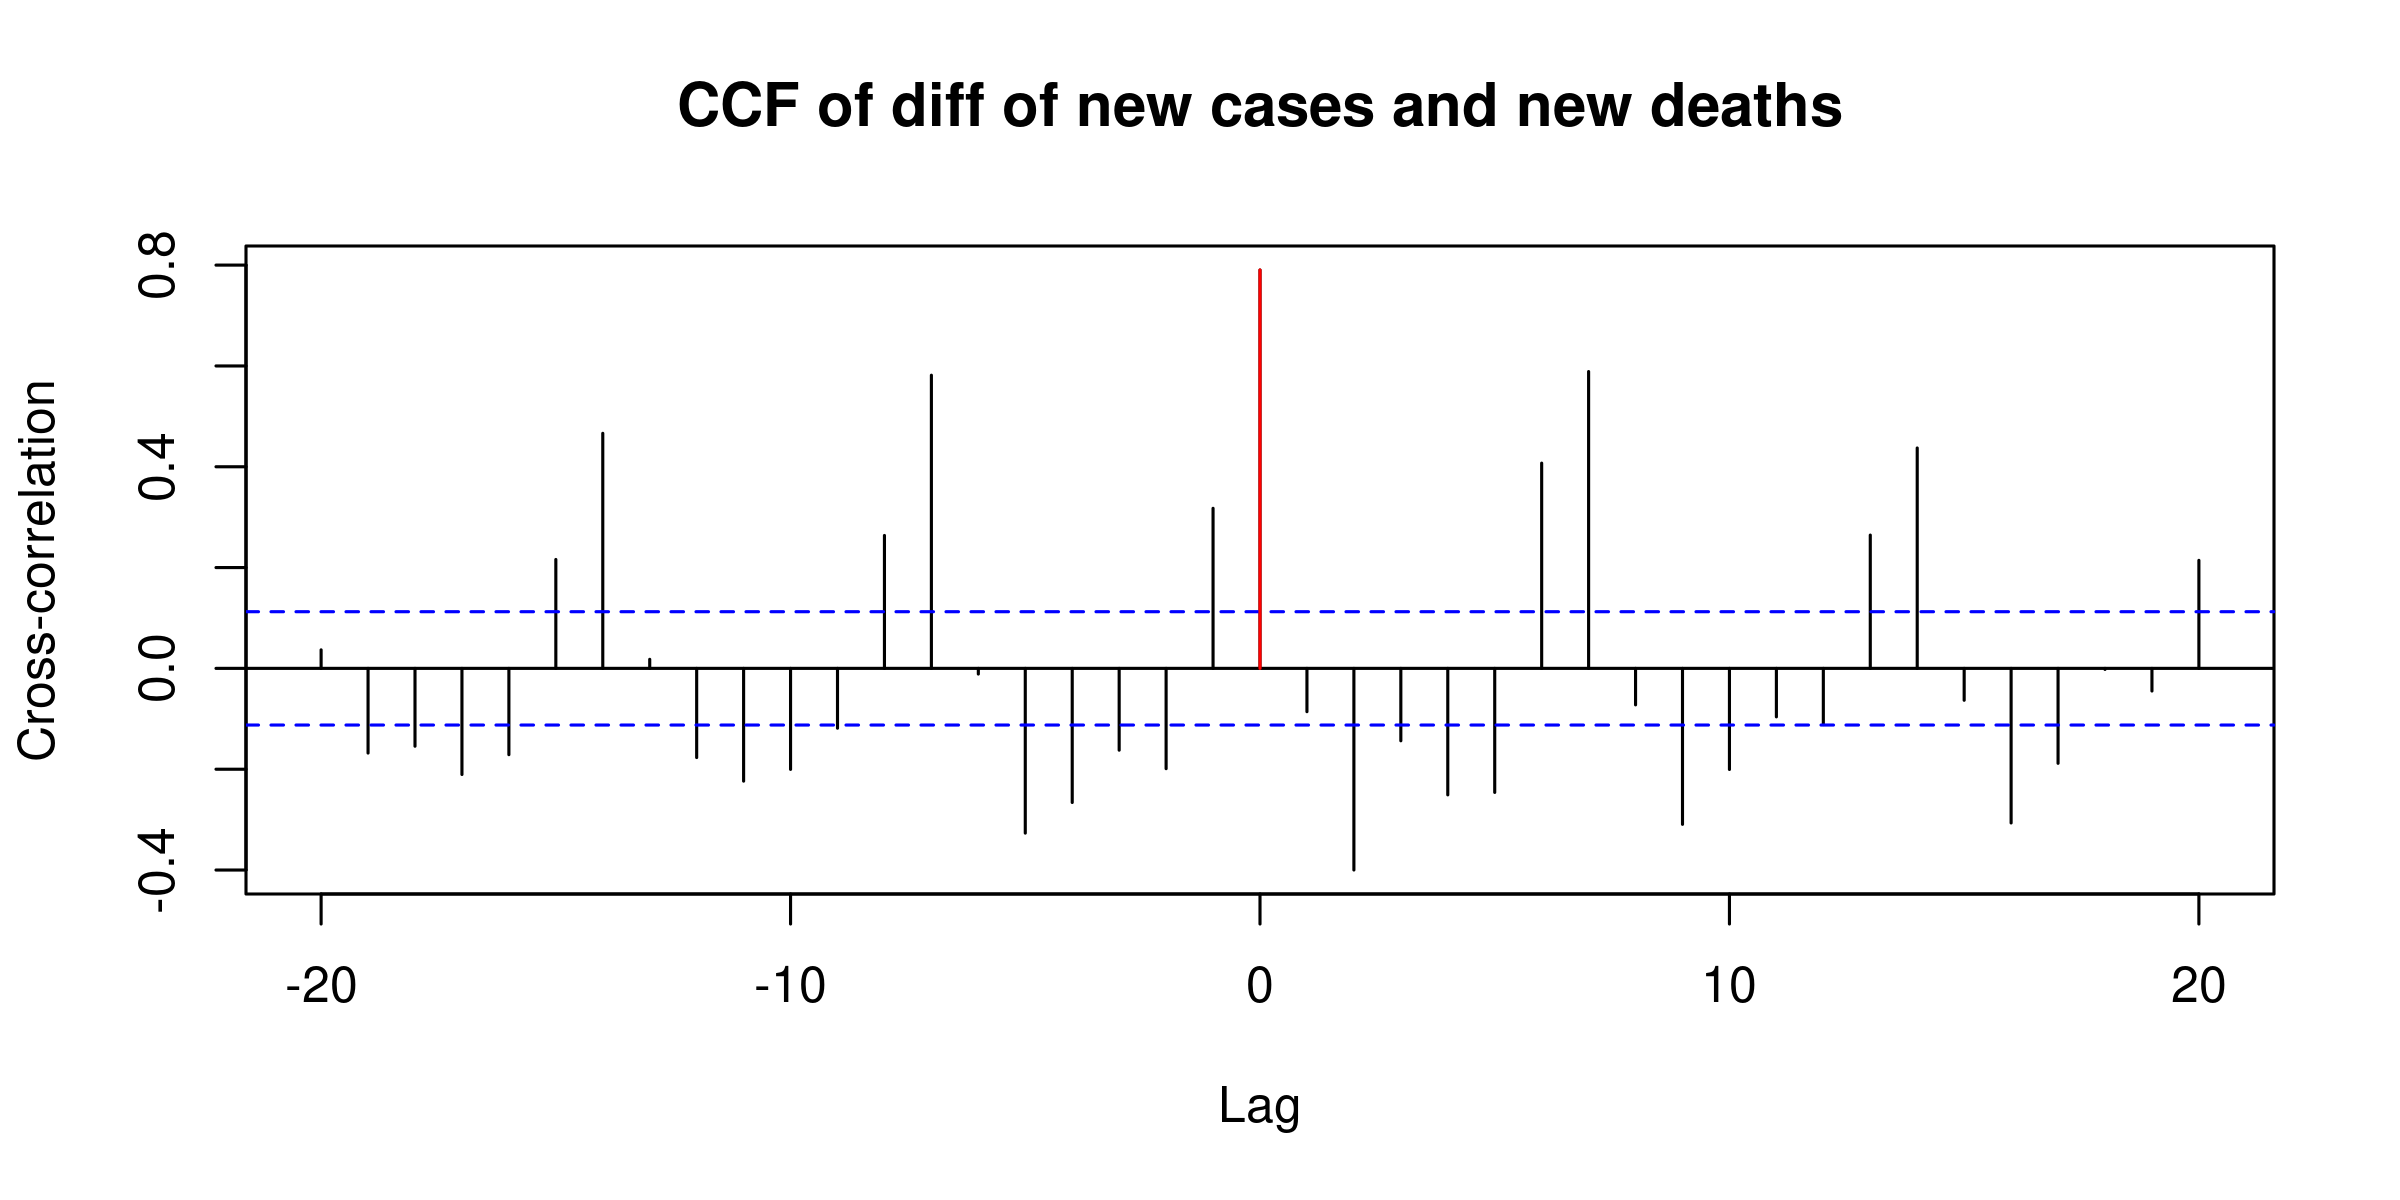 CCF of diff of new cases and new deaths
Cross-correlation
0.8
0.4
0.0
-0.4
-20 -10 0 10 20
Lag